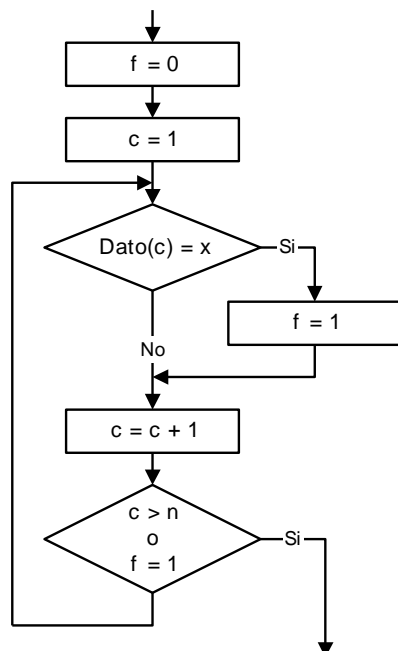 f = 0
c = 1
Dato(c) = x
Si
f = 1
No
c = c + 1
c > n
o
f = 1
Si